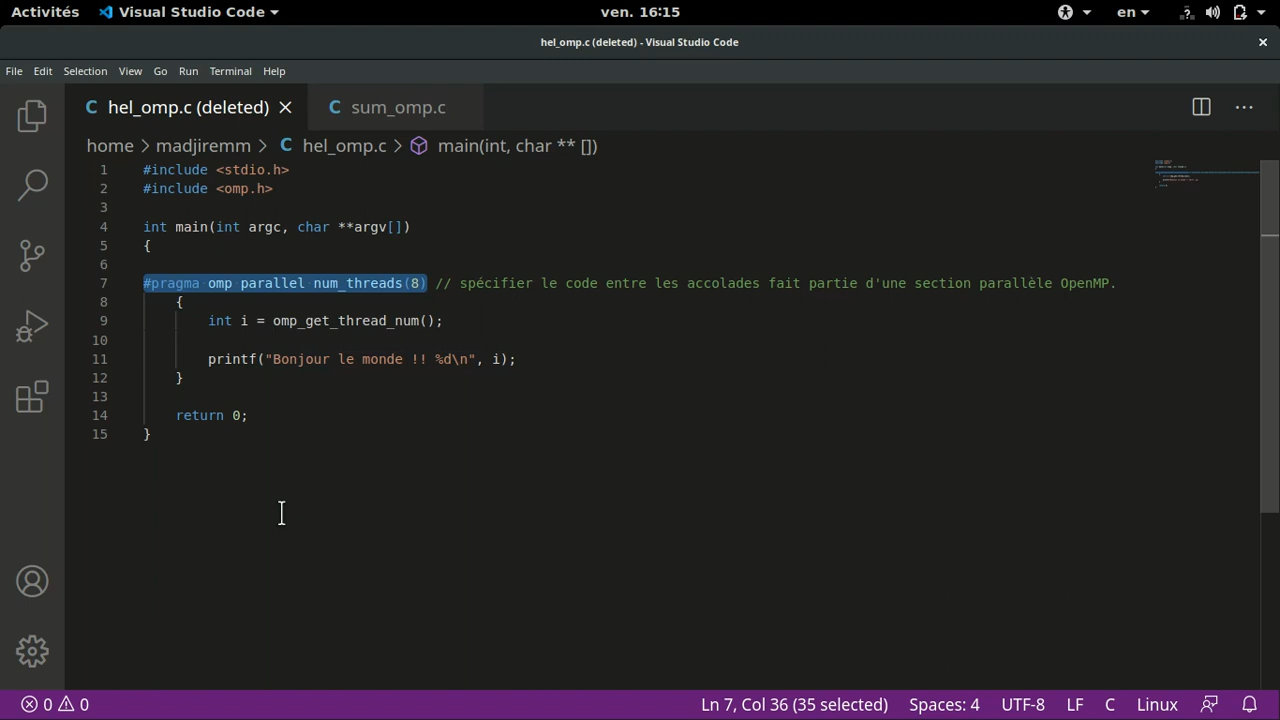 Activités Visual Studio Code ven. 16:15 en
hel_omp.c (deleted) - Visual Studio Code
File Edit Selection View Go Run Terminal Help
C hel_omp.c (deleted) C sum_omp.c
home > madjiremm > C hel_omp.c > main(int, char ** [])
1 #include <stdio.h>
2 #include <omp.h>
3
4 int main(int argc, char **argv[])
5 {
6
7 #pragma omp parallel num_threads(8) // spécifier le code entre les accolades fait partie d'une section parallèle OpenMP.
8 {
9 int i = omp_get_thread_num();
10
11 printf("Bonjour le monde !! %d\n", i);
12 }
13
14 return 0;
15 }
0 0 Ln 7, Col 36 (35 selected) Spaces: 4 UTF-8 LF C Linux